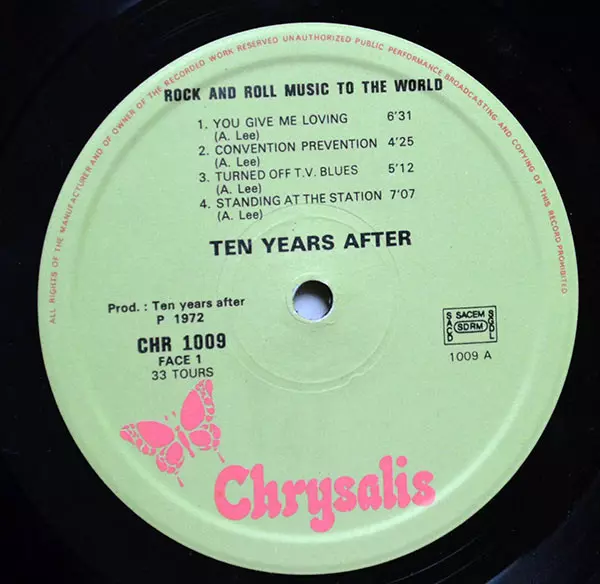 ALL RIGHTS OF THE MANUFACTURER AND OF OWNER OF THE RECORDED WORK RESERVED UNAUTHORIZED PUBLIC PERFORMANCE BROADCASTING AND COPYING OF THIS RECORD PROHIBITED
ROCK AND ROLL MUSIC TO THE WORLD
1. YOU GIVE ME LOVING 6'31
(A. Lee)
2. CONVENTION PREVENTION 4'25
(A. Lee)
3. TURNED OFF T.V. BLUES 5'12
(A. Lee)
4. STANDING AT THE STATION 7'07
(A. Lee)
TEN YEARS AFTER
Prod. : Ten years after
P 1972
CHR 1009
FACE 1
33 TOURS
SACD SACEM SGDL
SDRM
1009 A
Chrysalis